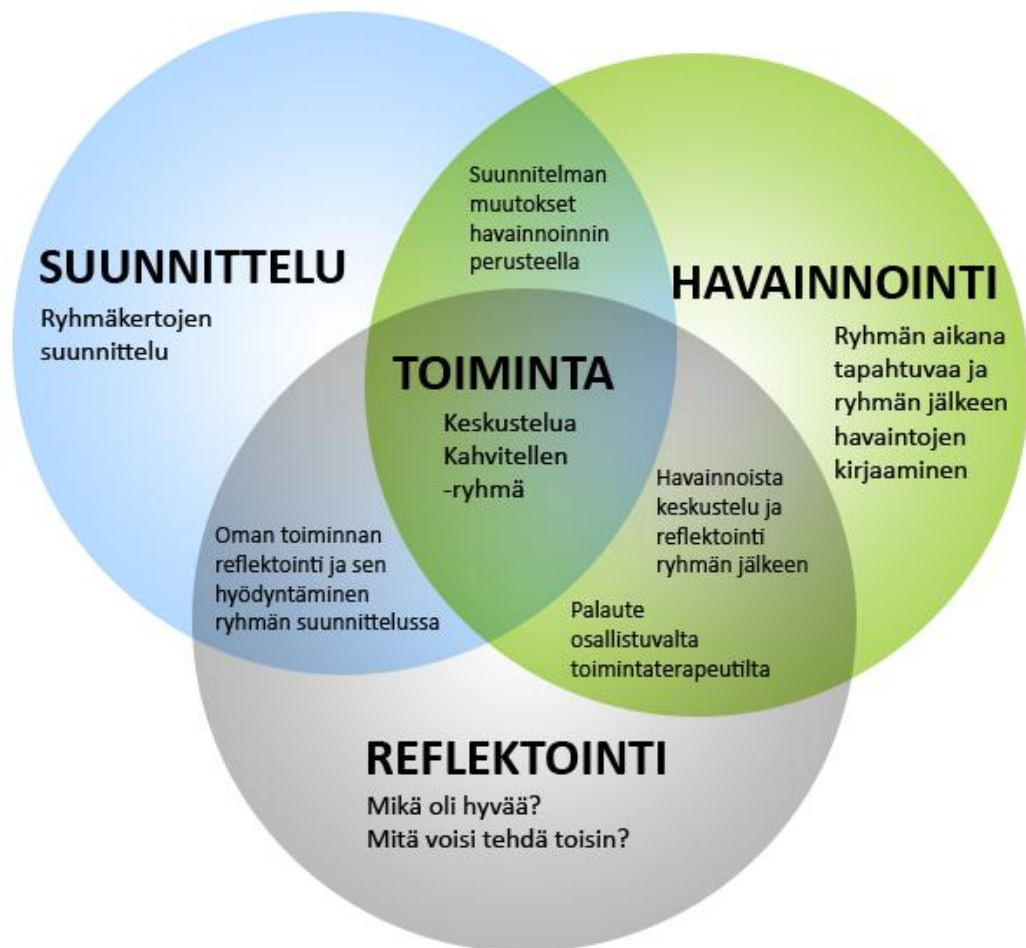 Suunnitelman
muutokset
havainnoinnin
perusteella
SUUNNITTELU
Ryhmäkertojen
suunnittelu
HAVAINNOINTI
Ryhmän aikana
tapahtuvaa ja
ryhmän jälkeen
havaintojen
kirjaaminen
TOIMINTA
Keskustelua
Kahvitellen
-ryhmä
Havainnoista
keskustelu ja
reflektointi
ryhmän jälkeen
Oman toiminnan
reflektointi ja sen
hyödyntäminen
ryhmän suunnittelussa
Palaute
osallistuvalta
toimintaterapeutilta
REFLEKTOINTI
Mikä oli hyvää?
Mitä voisi tehdä toisin?